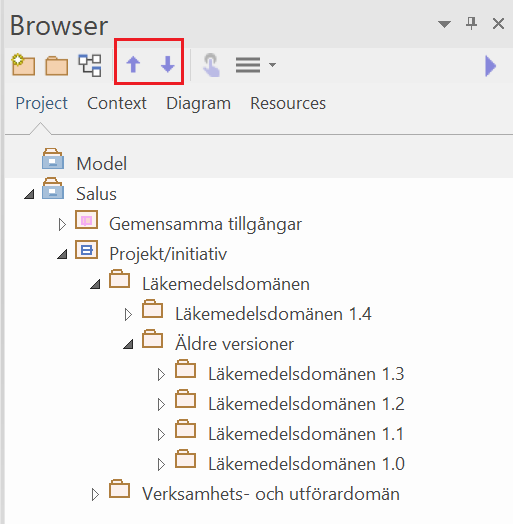 Browser
Project Context Diagram Resources
Model
Salus
Gemensamma tillgångar
Projekt/initiativ
Läkemedelsdomänen
Läkemedelsdomänen 1.4
Äldre versioner
Läkemedelsdomänen 1.3
Läkemedelsdomänen 1.2
Läkemedelsdomänen 1.1
Läkemedelsdomänen 1.0
Verksamhets- och utförardomän